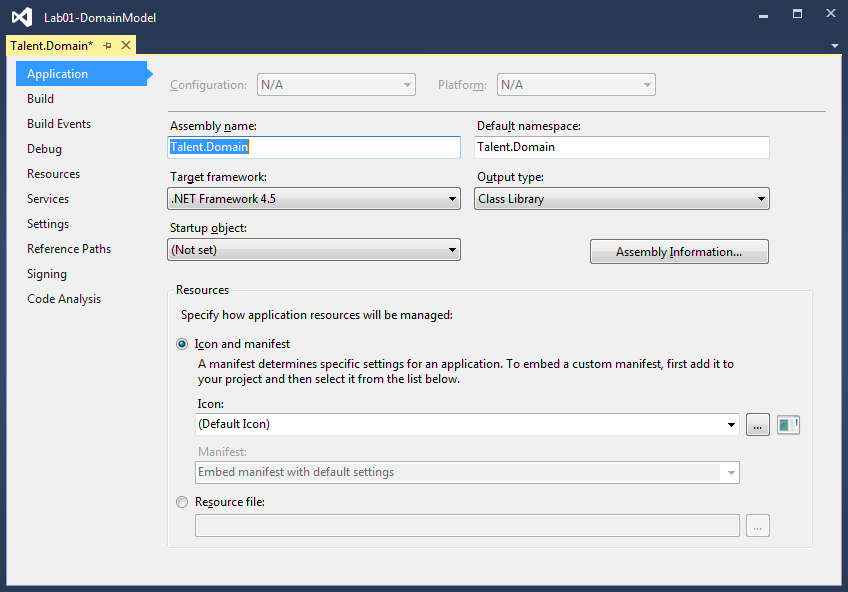 Lab01-DomainModel
Talent.Domain*
Application
Build
Build Events
Debug
Resources
Services
Settings
Reference Paths
Signing
Code Analysis
Configuration: N/A Platform: N/A
Assembly name: Default namespace:
Talent.Domain Talent.Domain
Target framework: Output type:
.NET Framework 4.5 Class Library
Startup object:
(Not set) Assembly Information...
Resources
Specify how application resources will be managed:
Icon and manifest
A manifest determines specific settings for an application. To embed a custom manifest, first add it to
your project and then select it from the list below.
Icon:
(Default Icon) ...
Manifest:
Embed manifest with default settings
Resource file:
...